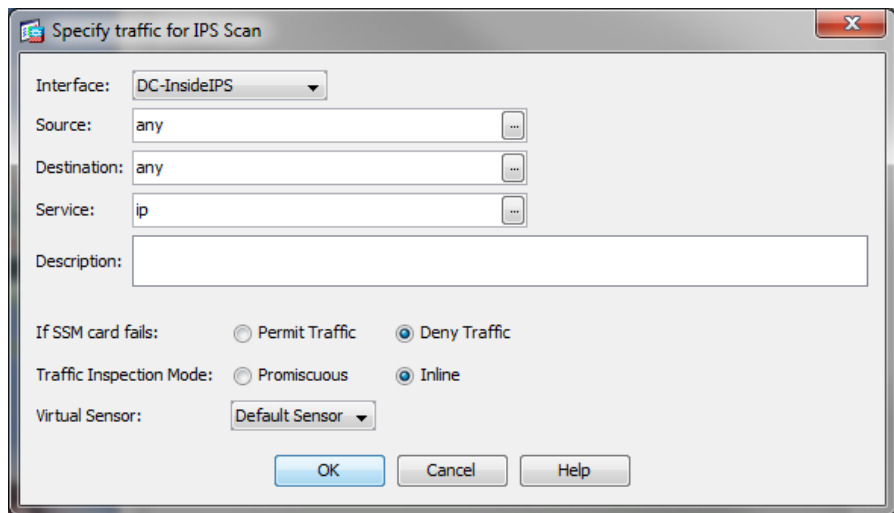 Specify traffic for IPS Scan
Interface: DC-InsideIPS
Source: any ...
Destination: any ...
Service: ip ...
Description:
If SSM card fails: Permit Traffic Deny Traffic
Traffic Inspection Mode: Promiscuous Inline
Virtual Sensor: Default Sensor
OK Cancel Help